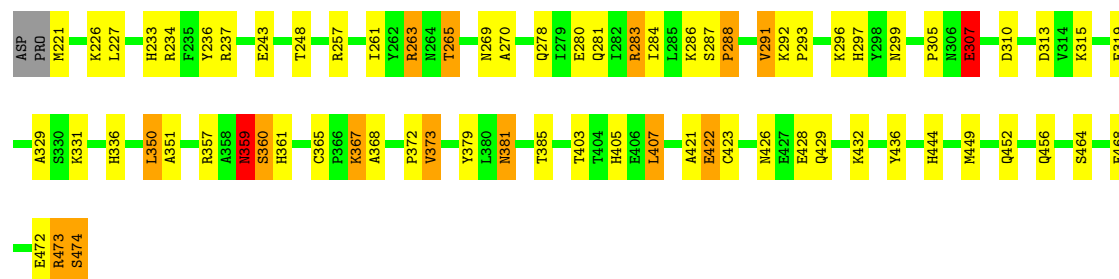 ASP PRO M221 K226 L227 H233 R234 F235 Y236 R237 E243 T248 R257 I261 Y262 R263 N264 T265 N269 A270 Q278 I279 E280 Q281 I282 R283 I284 L285 K286 S287 P288 V291 K292 P293 K296 H297 Y298 N299 P305 N306 E307 D310 D313 V314 K315
A329 S330 K331 H336 L350 A351 R357 A358 N359 S360 H361 C365 P366 K367 A368 P372 V373 Y379 L380 N381 T385 T403 T404 H405 E406 L407 A421 E422 C423 N426 E427 E428 Q429 K432 Y436 H444 M449 Q452 Q456 S464
E472 R473 S474